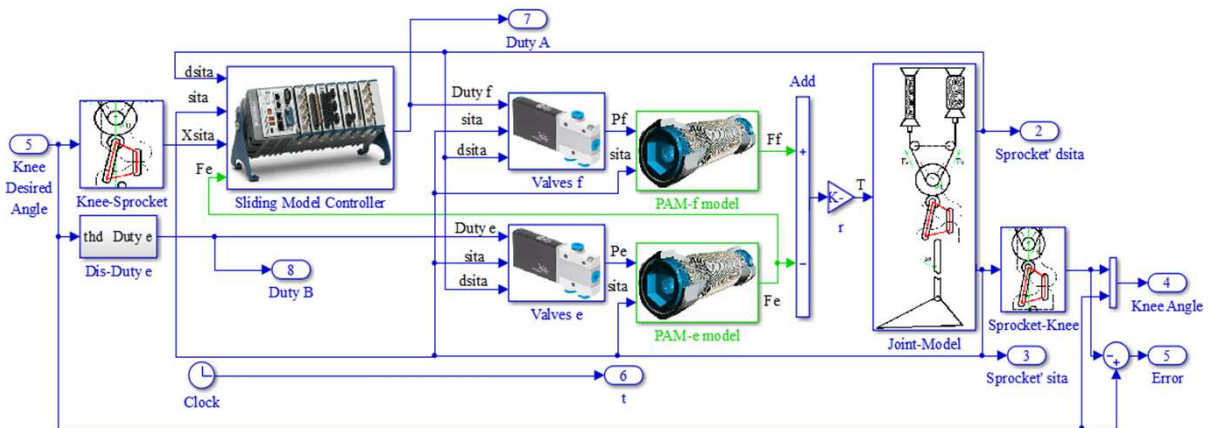 7
Duty A
dsita
sita
Xsita
Fe
Sliding Model Controller
5
Knee
Desired
Angle
Knee-Sprocket
thd Duty e
Dis-Duty e
8
Duty B
Duty f
sita
dsita
Valves f
Pf
sita
PAM-f model
Ff
Add
+
−
K-
r
T
Joint-Model
2
Sprocket' dsita
Duty e
sita
dsita
Valves e
Pe
sita
PAM-e model
Fe
Sprocket-Knee
4
Knee Angle
3
Sprocket' sita
-
+
5
Error
Clock
6
t